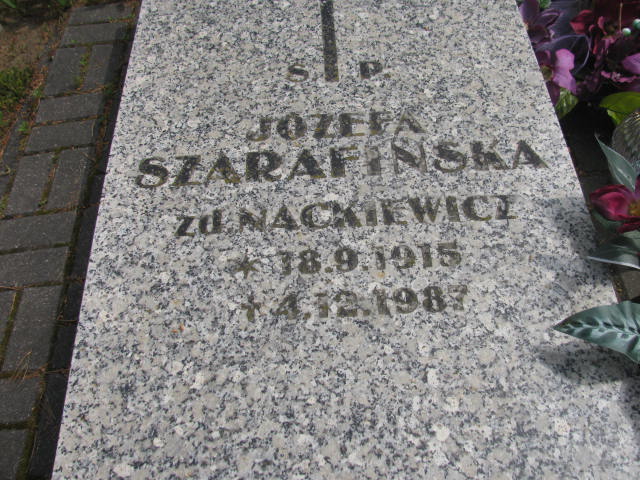 Ś. P.
JÓZEFA
SZARAFIŃSKA
zd. NACKIEWICZ
* 18.9.1915
+ 4.12.1987